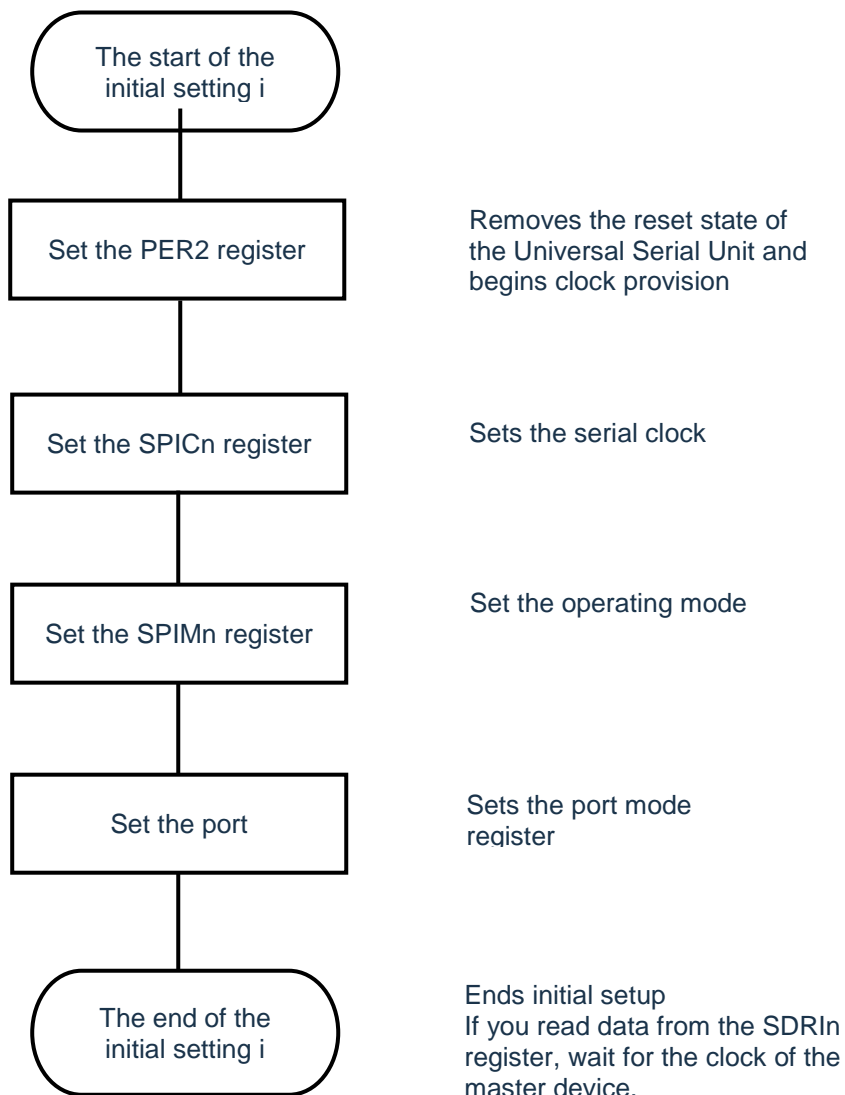 The start of the
initial setting i
Set the PER2 register
Removes the reset state of
the Universal Serial Unit and
begins clock provision
Set the SPICn register
Sets the serial clock
Set the SPIMn register
Set the operating mode
Set the port
Sets the port mode
register
The end of the
initial setting i
Ends initial setup
If you read data from the SDRIn
register, wait for the clock of the
master device.